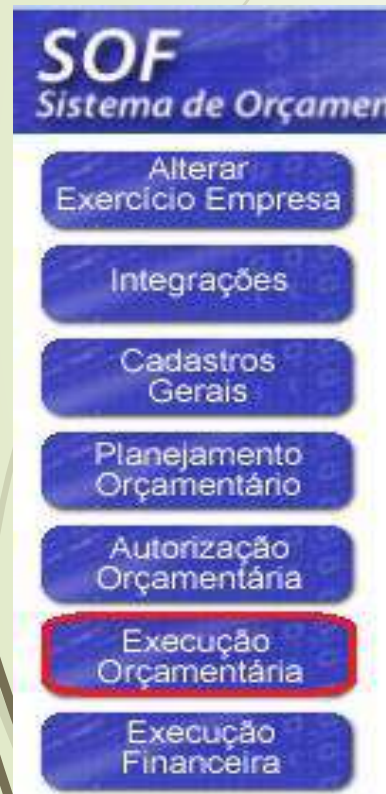 SOF
Sistema de Orçamen
Alterar
Exercício Empresa
Integrações
Cadastros
Gerais
Planejamento
Orçamentário
Autorização
Orçamentária
Execução
Orçamentária
Execução
Financeira